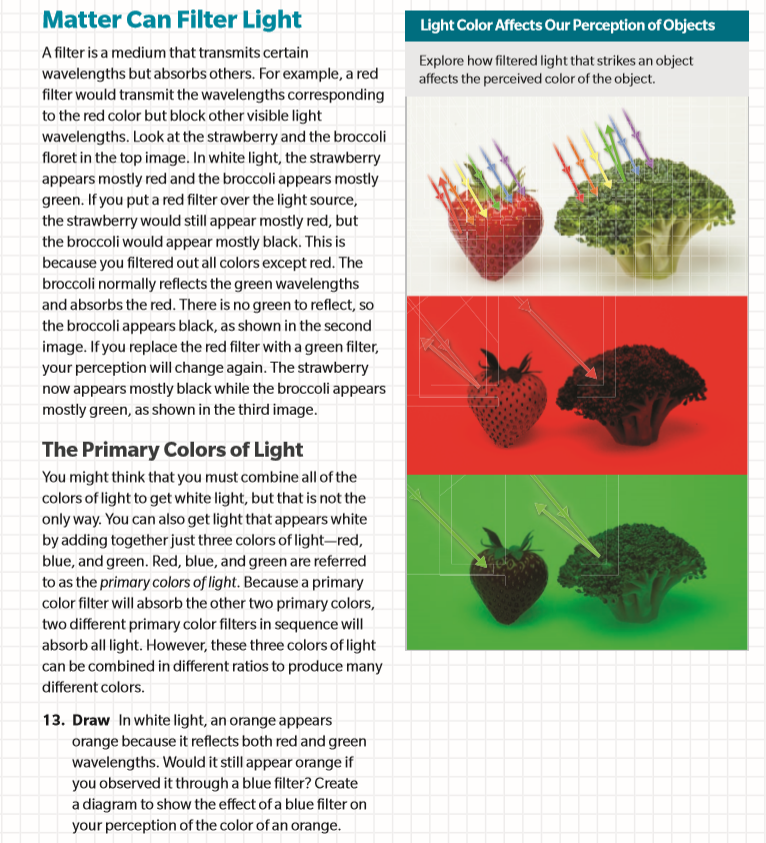 Matter Can Filter Light
A filter is a medium that transmits certain
wavelengths but absorbs others. For example, a red
filter would transmit the wavelengths corresponding
to the red color but block other visible light
wavelengths. Look at the strawberry and the broccoli
floret in the top image. In white light, the strawberry
appears mostly red and the broccoli appears mostly
green. If you put a red filter over the light source,
the strawberry would still appear mostly red, but
the broccoli would appear mostly black. This is
because you filtered out all colors except red. The
broccoli normally reflects the green wavelengths
and absorbs the red. There is no green to reflect, so
the broccoli appears black, as shown in the second
image. If you replace the red filter with a green filter,
your perception will change again. The strawberry
now appears mostly black while the broccoli appears
mostly green, as shown in the third image.
The Primary Colors of Light
You might think that you must combine all of the
colors of light to get white light, but that is not the
only way. You can also get light that appears white
by adding together just three colors of light—red,
blue, and green. Red, blue, and green are referred
to as the primary colors of light. Because a primary
color filter will absorb the other two primary colors,
two different primary color filters in sequence will
absorb all light. However, these three colors of light
can be combined in different ratios to produce many
different colors.
13. Draw In white light, an orange appears
orange because it reflects both red and green
wavelengths. Would it still appear orange if
you observed it through a blue filter? Create
a diagram to show the effect of a blue filter on
your perception of the color of an orange.
Light Color Affects Our Perception of Objects
Explore how filtered light that strikes an object
affects the perceived color of the object.